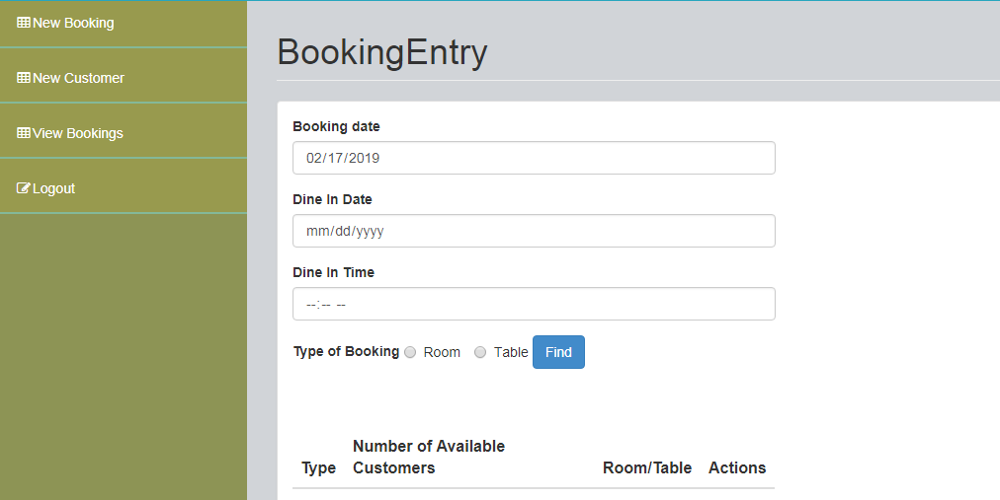 New Booking
New Customer
View Bookings
Logout
BookingEntry
Booking date
02/17/2019
Dine In Date
mm/dd/yyyy
Dine In Time
--:-- --
Type of Booking Room Table Find
Number of Available
Type Customers Room/Table Actions